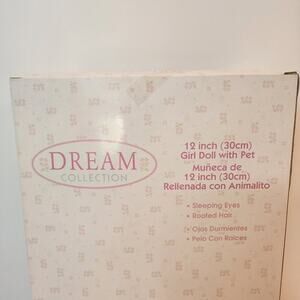 DREAM
COLLECTION
12 inch (30cm)
Girl Doll with Pet
Muñeca de
12 inch (30cm)
Rellenada con Animalito
• Sleeping Eyes
• Rooted Hair
• Ojos Durmientes
• Pelo Con Raices